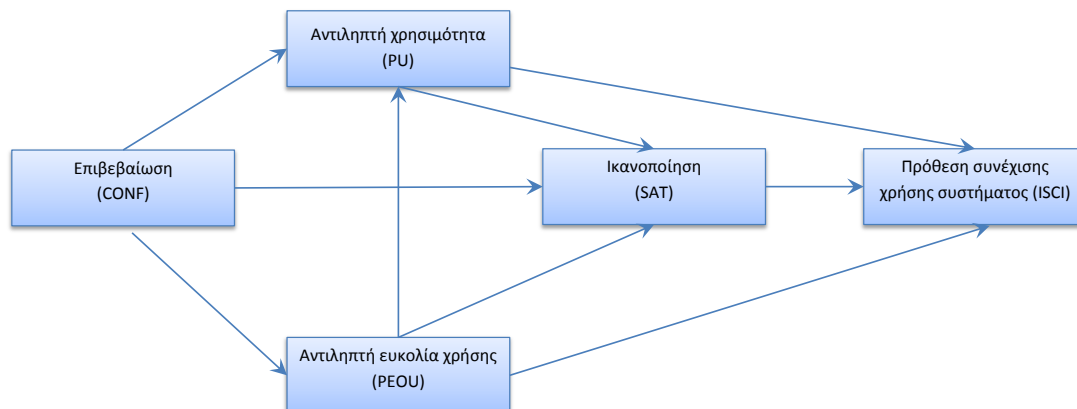 Αντιληπτή χρησιμότητα
(PU)
Επιβεβαίωση
(CONF)
Ικανοποίηση
(SAT)
Πρόθεση συνέχισης
χρήσης συστήματος (ISCI)
Αντιληπτή ευκολία χρήσης
(PEOU)